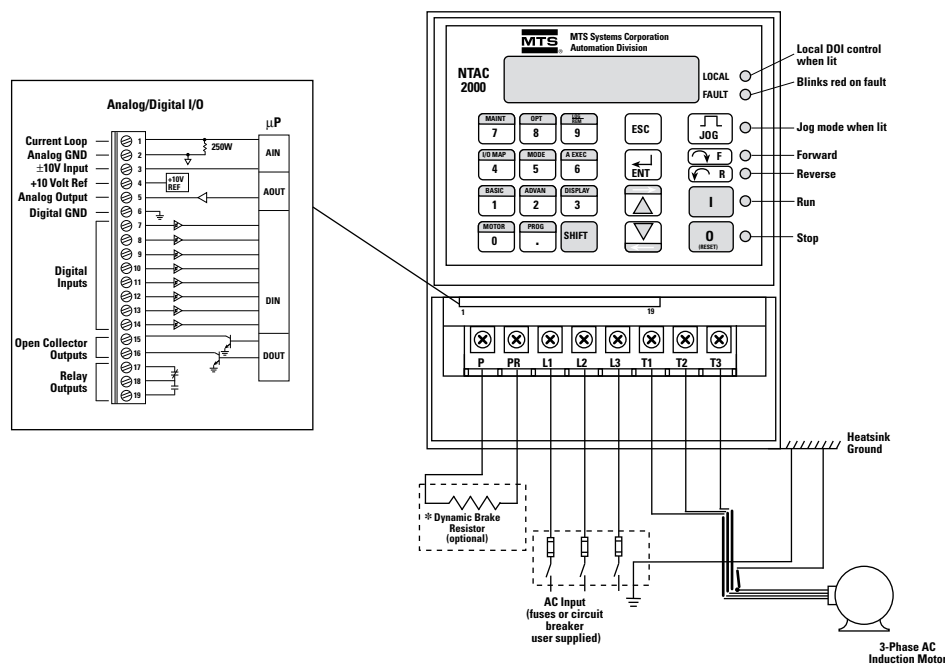 MTS
MTS Systems Corporation
Automation Division
NTAC
2000
LOCAL
FAULT
Local DOI control
when lit
Blinks red on fault
MAINT
7
OPT
8
9
ESC
JOG
Jog mode when lit
I/O MAP
4
MODE
5
A EXEC
6
ENT
F
Forward
R
Reverse
BASIC
1
ADVAN
2
DISPLAY
3
I
Run
MOTOR
0
PROG
.
SHIFT
0
(RESET)
Stop
Analog/Digital I/O
µP
Current Loop
1
250W
AIN
Analog GND
2
±10V Input
3
+10 Volt Ref
4
+10V
REF
AOUT
Analog Output
5
Digital GND
6
7
8
9
10
11
12
13
14
Digital
Inputs
DIN
Open Collector
Outputs
15
16
DOUT
Relay
Outputs
17
18
19
1
19
P
PR
L1
L2
L3
T1
T2
T3
Heatsink
Ground
* Dynamic Brake
Resistor
(optional)
AC Input
(fuses or circuit
breaker
user supplied)
3-Phase AC
Induction Motor